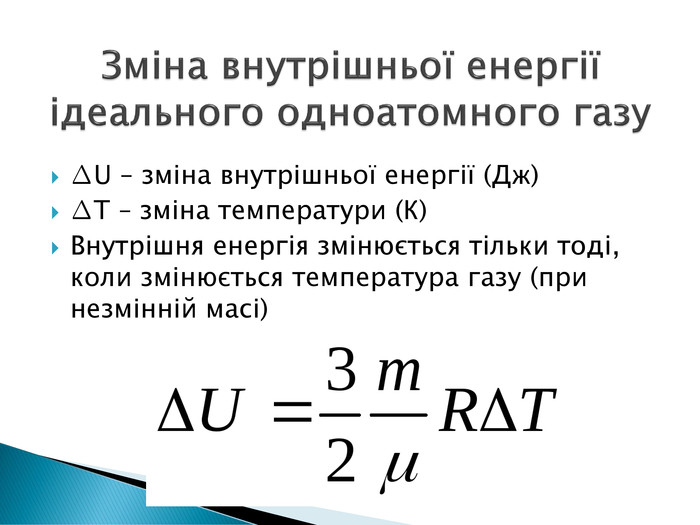 Зміна внутрішньої енергії
ідеального одноатомного газу
△U – зміна внутрішньої енергії (Дж)
△T – зміна температури (К)
Внутрішня енергія змінюється тільки тоді,
коли змінюється температура газу (при
незмінній масі)
ΔU = 3/2 m/μ RΔT